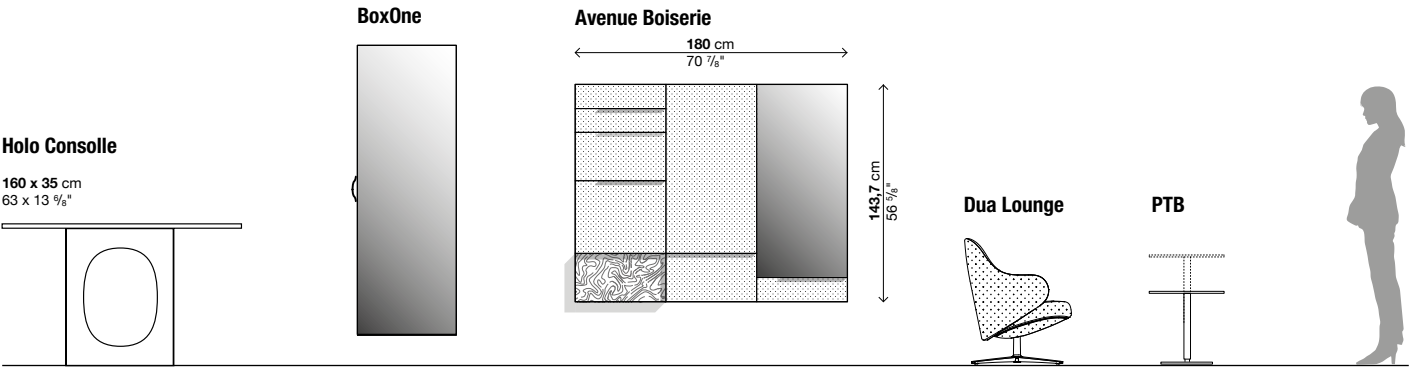 BoxOne
Avenue Boiserie
180 cm
70 7/8"
Holo Consolle
160 x 35 cm
63 x 13 6/8"
143,7 cm
56 5/8"
Dua Lounge
PTB